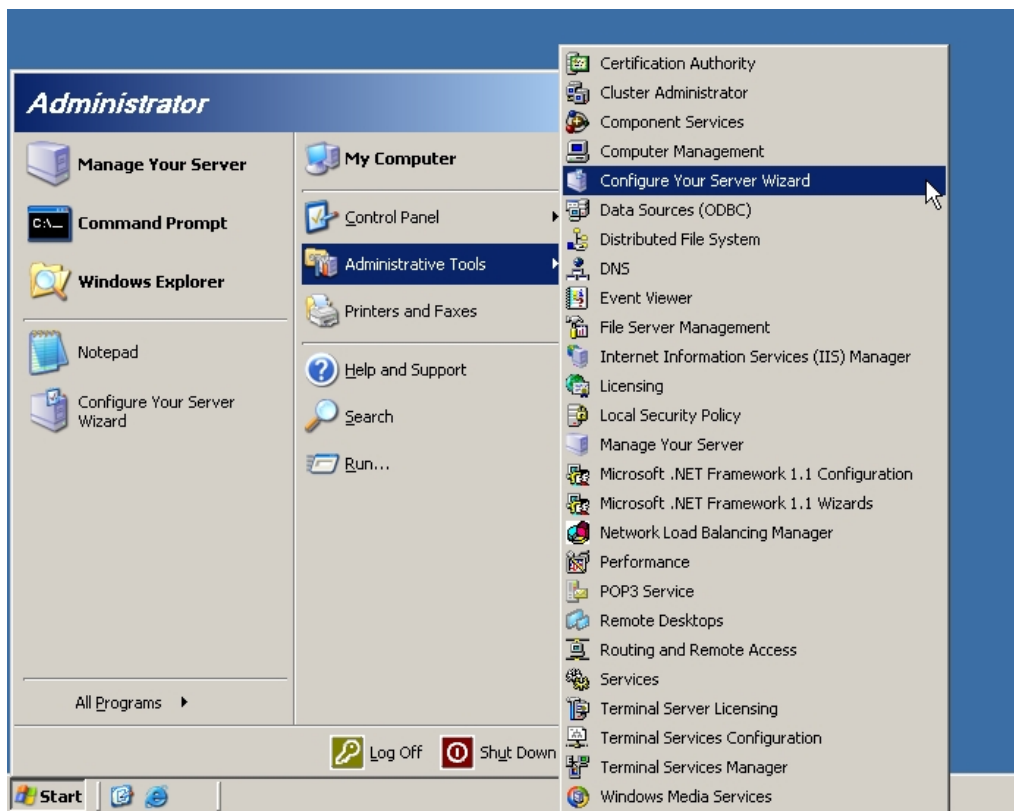 Administrator
Manage Your Server
Command Prompt
Windows Explorer
Notepad
Configure Your Server
Wizard
All Programs
My Computer
Control Panel
Administrative Tools
Printers and Faxes
Help and Support
Search
Run...
Log Off
Shut Down
Certification Authority
Cluster Administrator
Component Services
Computer Management
Configure Your Server Wizard
Data Sources (ODBC)
Distributed File System
DNS
Event Viewer
File Server Management
Internet Information Services (IIS) Manager
Licensing
Local Security Policy
Manage Your Server
Microsoft .NET Framework 1.1 Configuration
Microsoft .NET Framework 1.1 Wizards
Network Load Balancing Manager
Performance
POP3 Service
Remote Desktops
Routing and Remote Access
Services
Terminal Server Licensing
Terminal Services Configuration
Terminal Services Manager
Windows Media Services
Start
C:\_